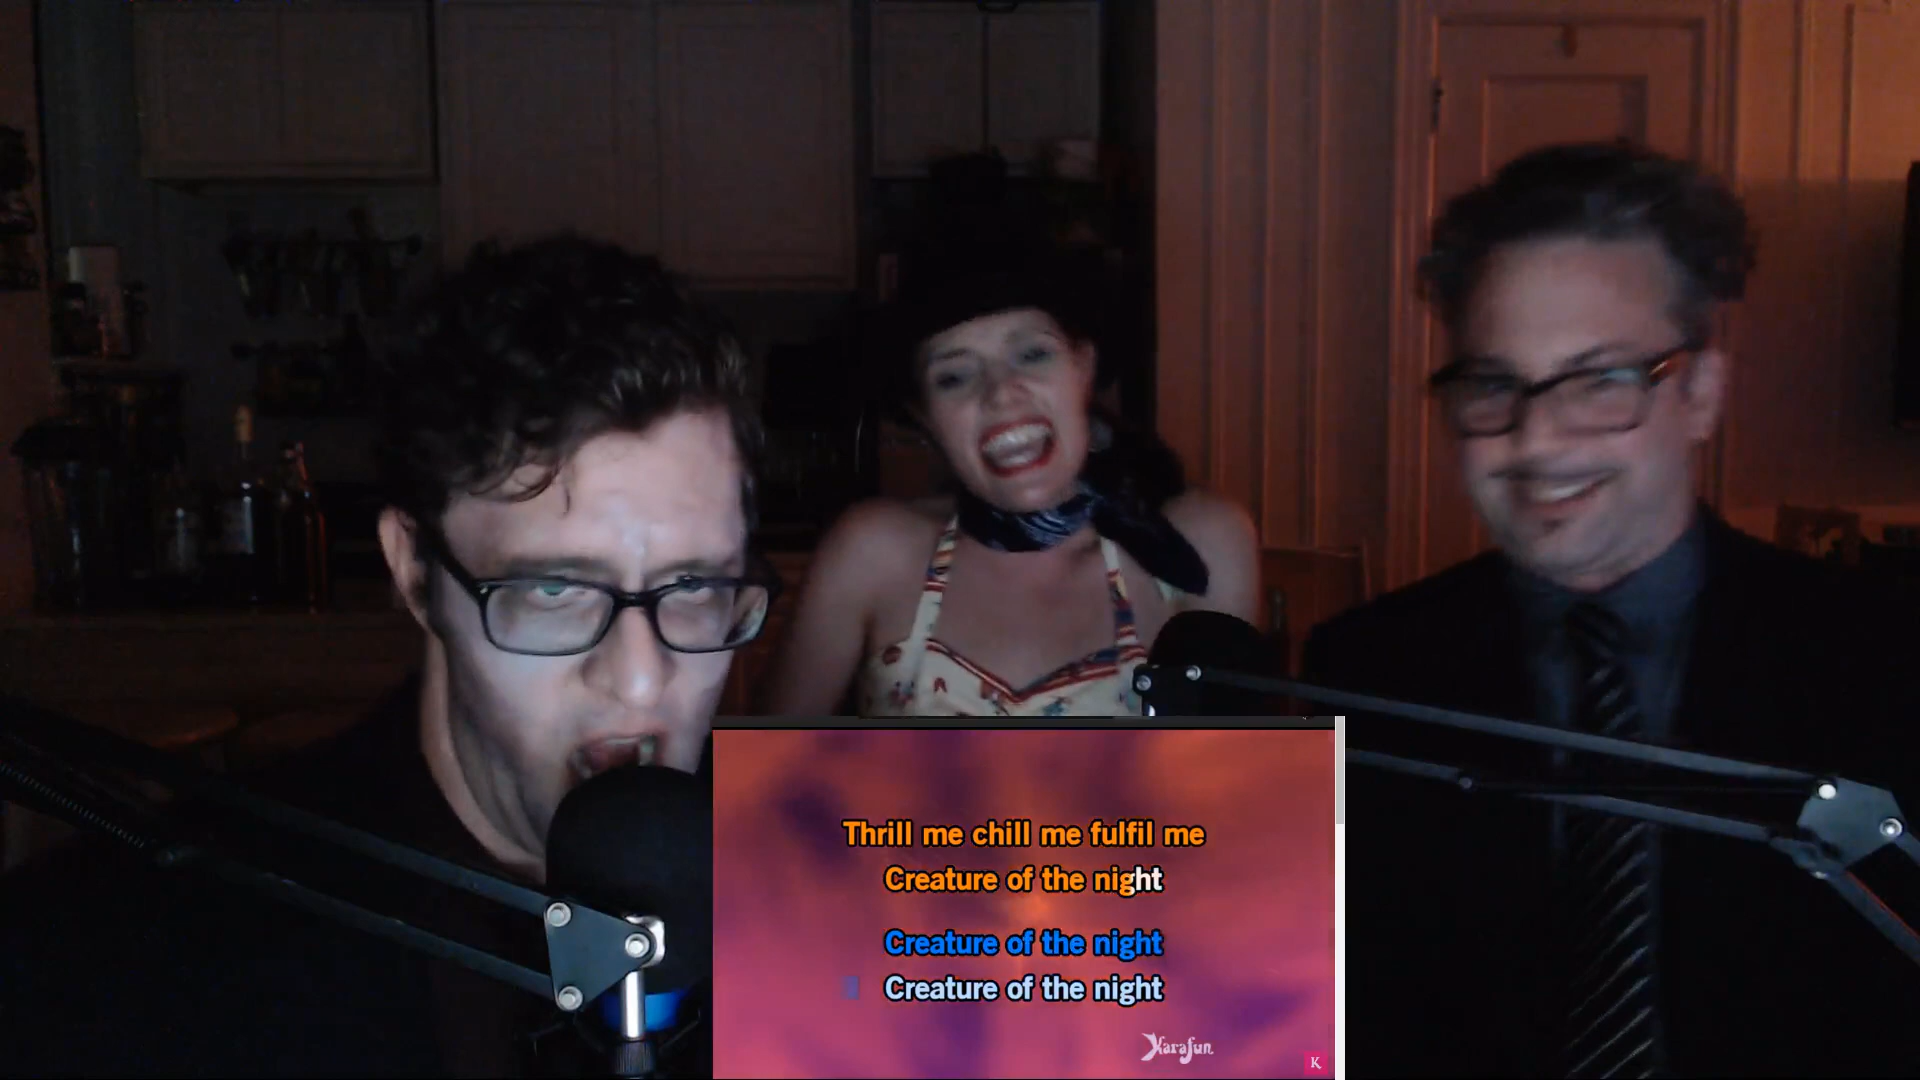 Thrill me chill me fulfil me
Creature of the night
Creature of the night
Creature of the night
Karafun
K